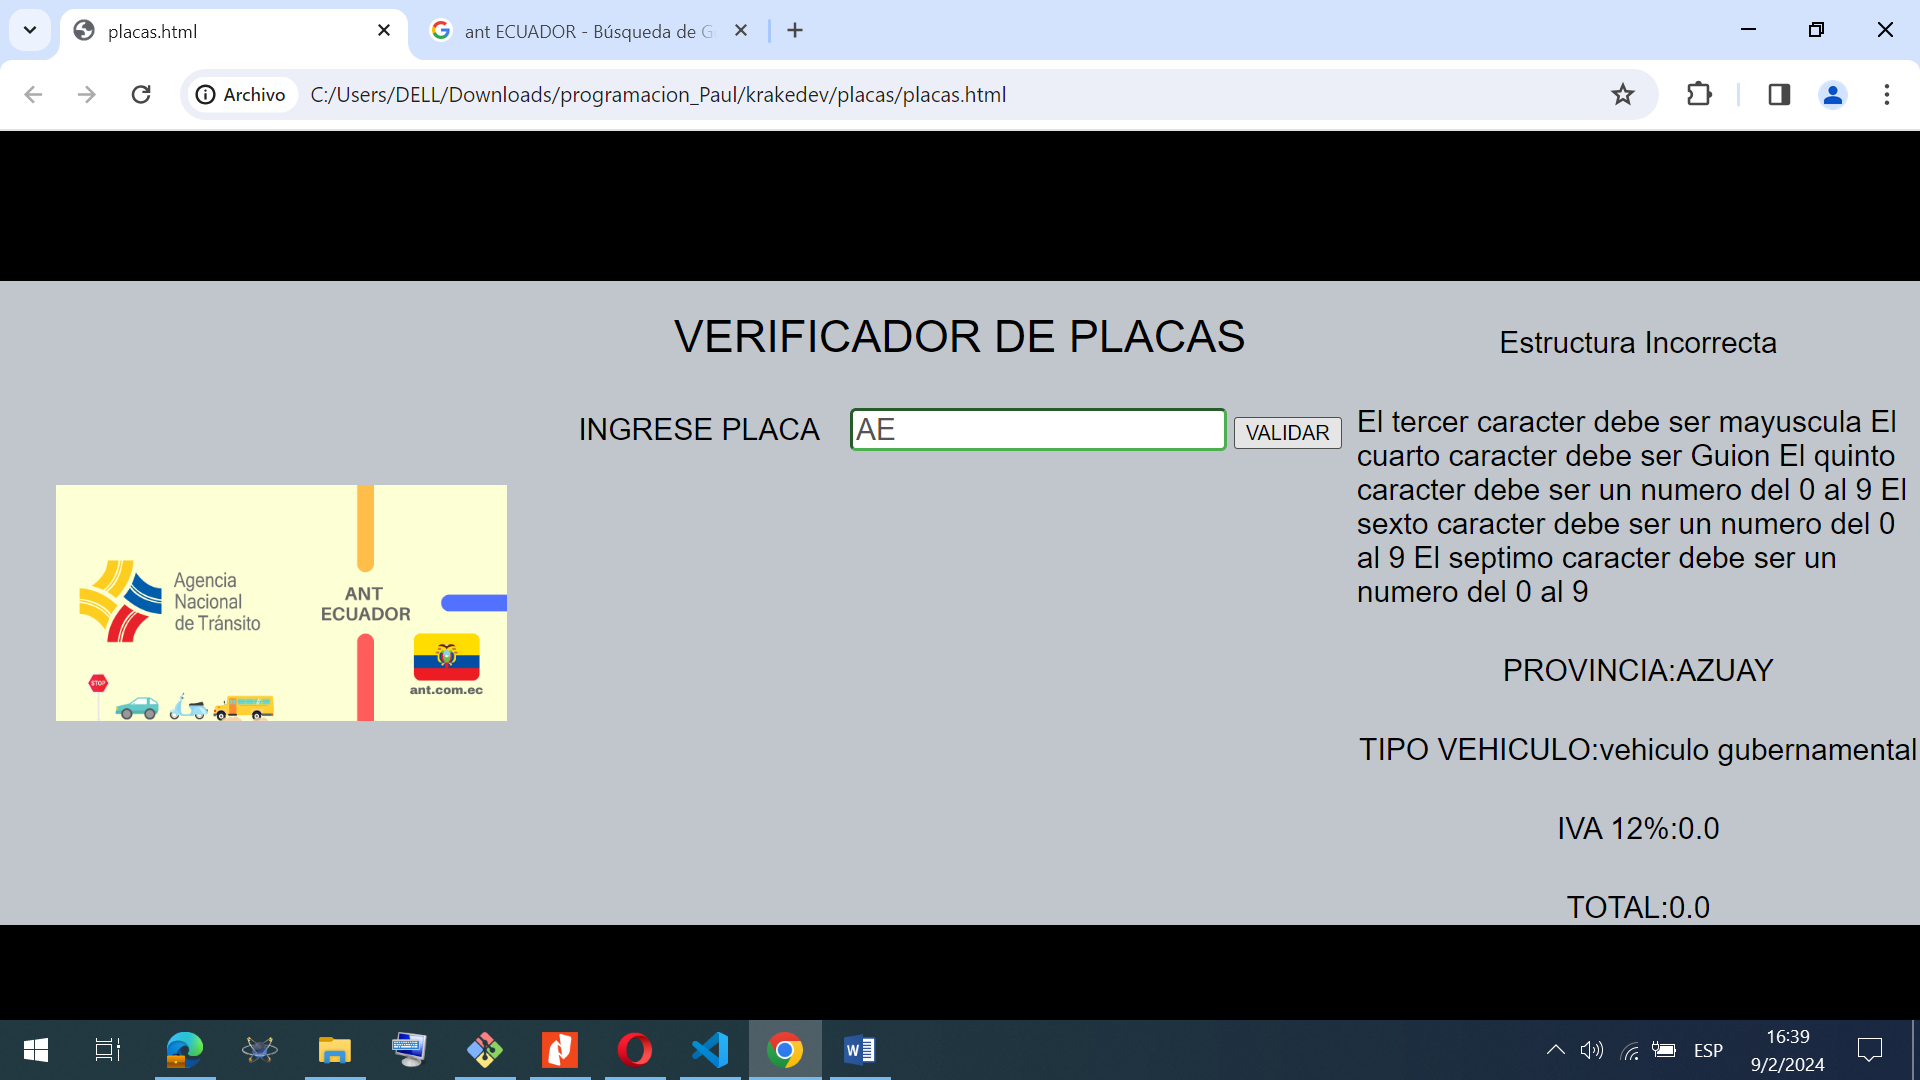 placas.html
ant ECUADOR - Búsqueda de G
Archivo
C:/Users/DELL/Downloads/programacion_Paul/krakedev/placas/placas.html
VERIFICADOR DE PLACAS
INGRESE PLACA
AE
VALIDAR
Agencia
Nacional
de Tránsito
ANT
ECUADOR
STOP
ant.com.ec
Estructura Incorrecta
El tercer caracter debe ser mayuscula El
cuarto caracter debe ser Guion El quinto
caracter debe ser un numero del 0 al 9 El
sexto caracter debe ser un numero del 0
al 9 El septimo caracter debe ser un
numero del 0 al 9
PROVINCIA:AZUAY
TIPO VEHICULO:vehiculo gubernamental
IVA 12%:0.0
TOTAL:0.0
ESP
16:39
9/2/2024